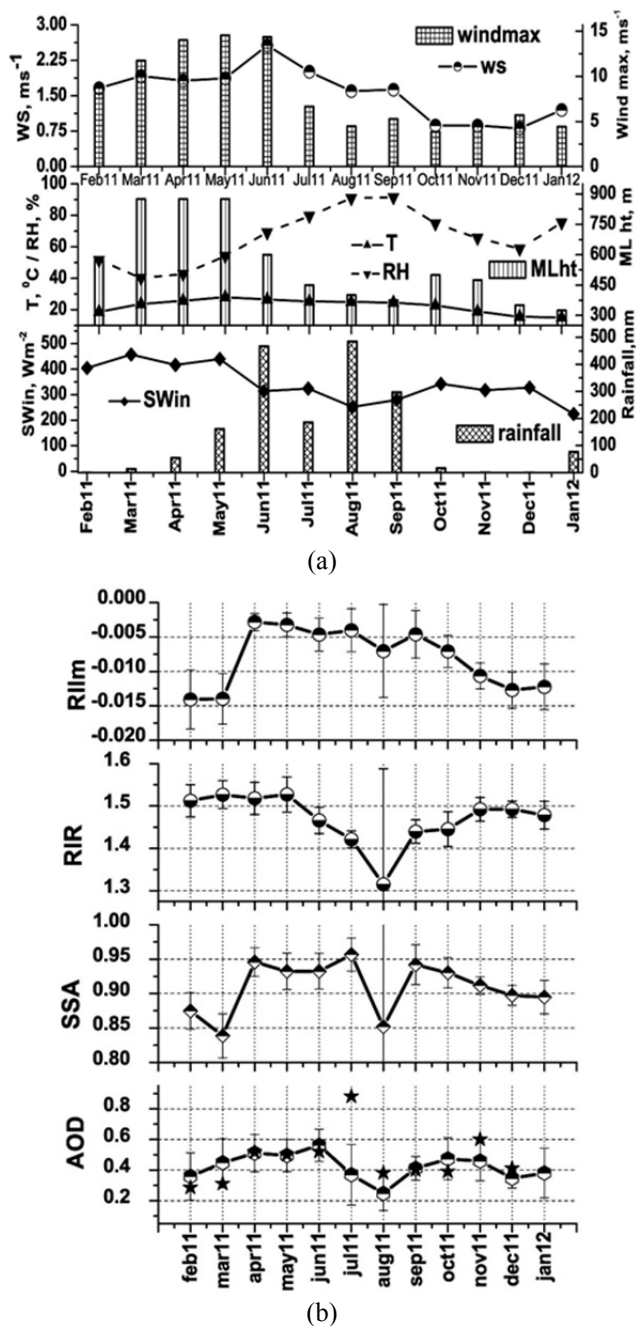 3.00
2.25
1.50
0.75
0.00
WS, ms-1
windmax
ws
15
10
5
0
Wind max, ms-1
Feb11 Mar11 Apr11 May11 Jun11 Jul11 Aug11 Sep11 Oct11 Nov11 Dec11 Jan12
100
80
60
40
20
T, °C / RH, %
T
RH
MLht
900
750
600
450
300
ML ht, m
500
400
300
200
100
0
SWin, Wm-2
SWin
rainfall
500
400
300
200
100
0
Rainfall,mm
Feb11 Mar11 Apr11 May11 Jun11 Jul11 Aug11 Sep11 Oct11 Nov11 Dec11 Jan12
(a)
0.000
-0.005
-0.010
-0.015
-0.020
RIIm
1.6
1.5
1.4
1.3
RIR
1.00
0.95
0.90
0.85
0.80
SSA
0.8
0.6
0.4
0.2
AOD
feb11 mar11 apr11 may11 jun11 jul11 aug11 sep11 oct11 nov11 dec11 jan12
(b)